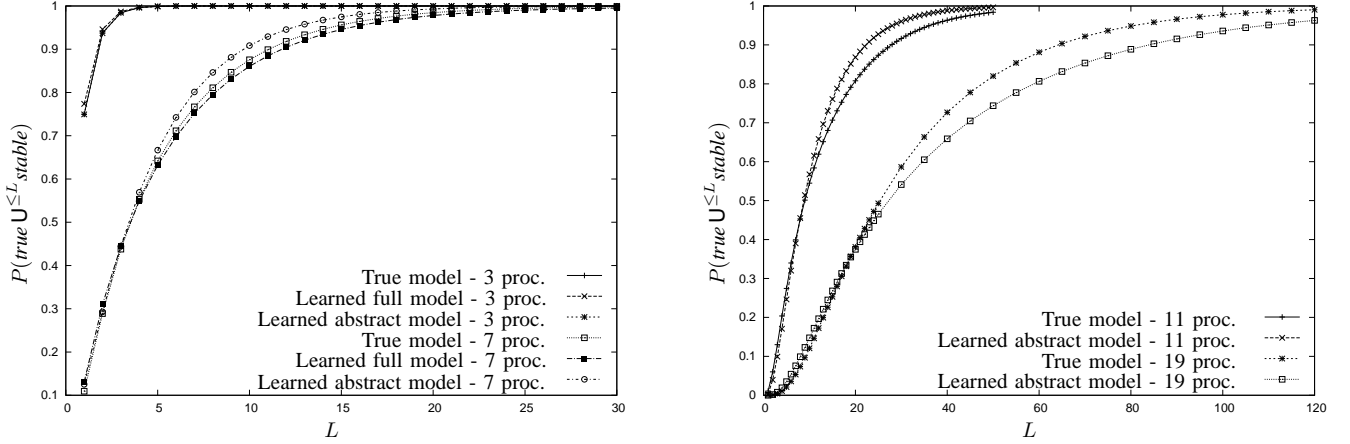 1
0.9
0.8
0.7
0.6
0.5
0.4
0.3
0.2
0.1
P(true U≤L stable)
True model - 3 proc.
Learned full model - 3 proc.
Learned abstract model - 3 proc.
True model - 7 proc.
Learned full model - 7 proc.
Learned abstract model - 7 proc.
0 5 10 15 20 25 30
L
1
0.9
0.8
0.7
0.6
0.5
0.4
0.3
0.2
0.1
0
P(true U≤L stable)
True model - 11 proc.
Learned abstract model - 11 proc.
True model - 19 proc.
Learned abstract model - 19 proc.
0 20 40 60 80 100 120
L